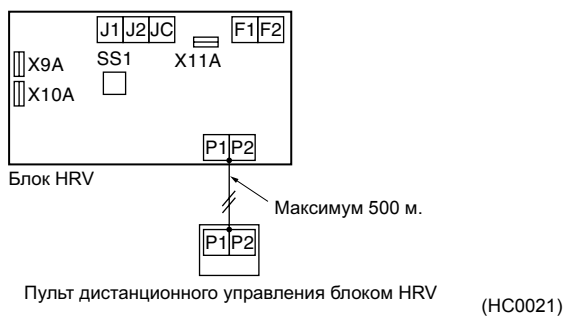 J1 J2 JC F1 F2
X9A SS1 X11A
X10A
P1 P2
Блок HRV
Максимум 500 м.
P1 P2
Пульт дистанционного управления блоком HRV
(HC0021)